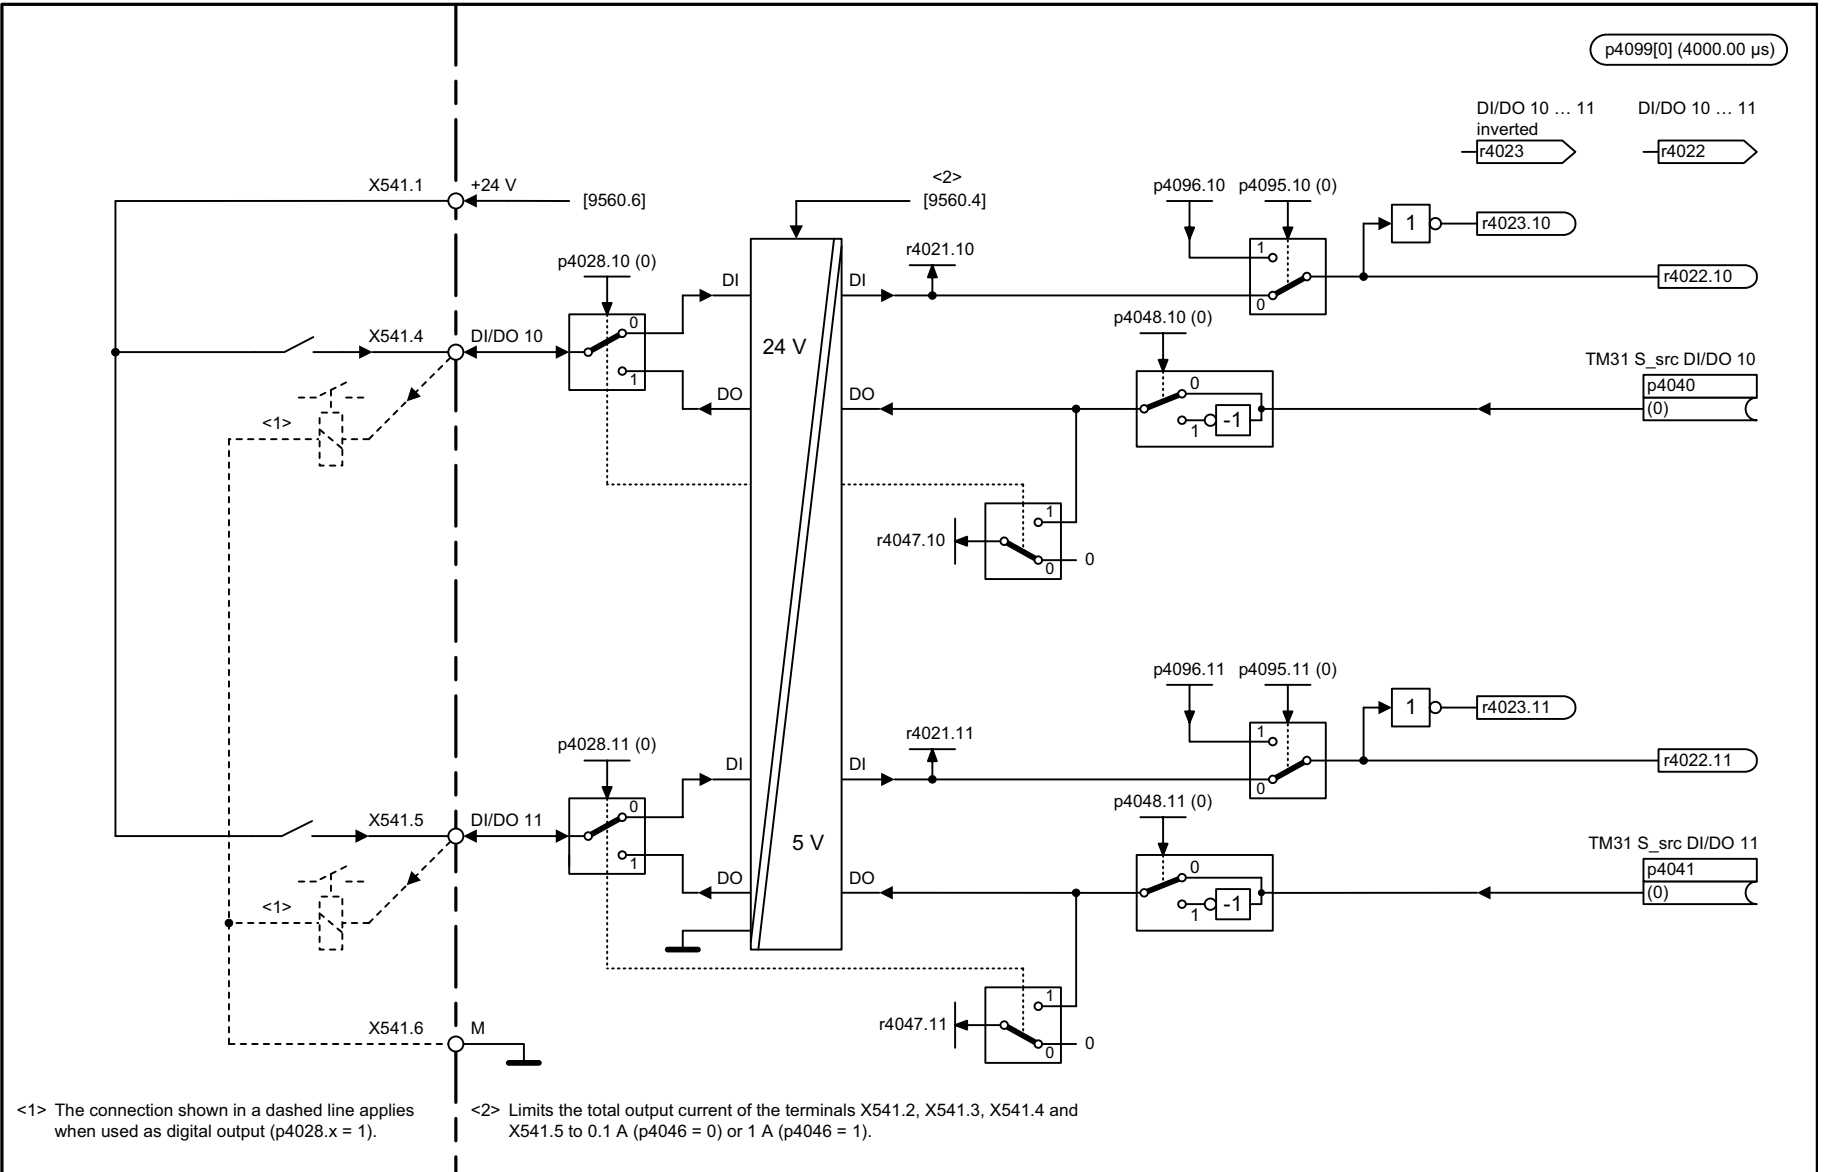 p4099[0] (4000.00 µs)
DI/DO 10 … 11
inverted
r4023
DI/DO 10 … 11
r4022
X541.1
+24 V
[9560.6]
<2>
[9560.4]
p4096.10
p4095.10 (0)
1
0
1
r4023.10
r4022.10
p4028.10 (0)
0
1
DI
DI
r4021.10
X541.4
DI/DO 10
24 V
p4048.10 (0)
0
1
-1
TM31 S_src DI/DO 10
p4040
(0)
DO
DO
<1>
r4047.10
1
0
0
p4096.11
p4095.11 (0)
1
0
1
r4023.11
r4022.11
p4028.11 (0)
0
1
DI
DI
r4021.11
X541.5
DI/DO 11
5 V
p4048.11 (0)
0
1
-1
TM31 S_src DI/DO 11
p4041
(0)
DO
DO
<1>
r4047.11
1
0
0
X541.6
M
<1> The connection shown in a dashed line applies
when used as digital output (p4028.x = 1).
<2> Limits the total output current of the terminals X541.2, X541.3, X541.4 and
X541.5 to 0.1 A (p4046 = 0) or 1 A (p4046 = 1).